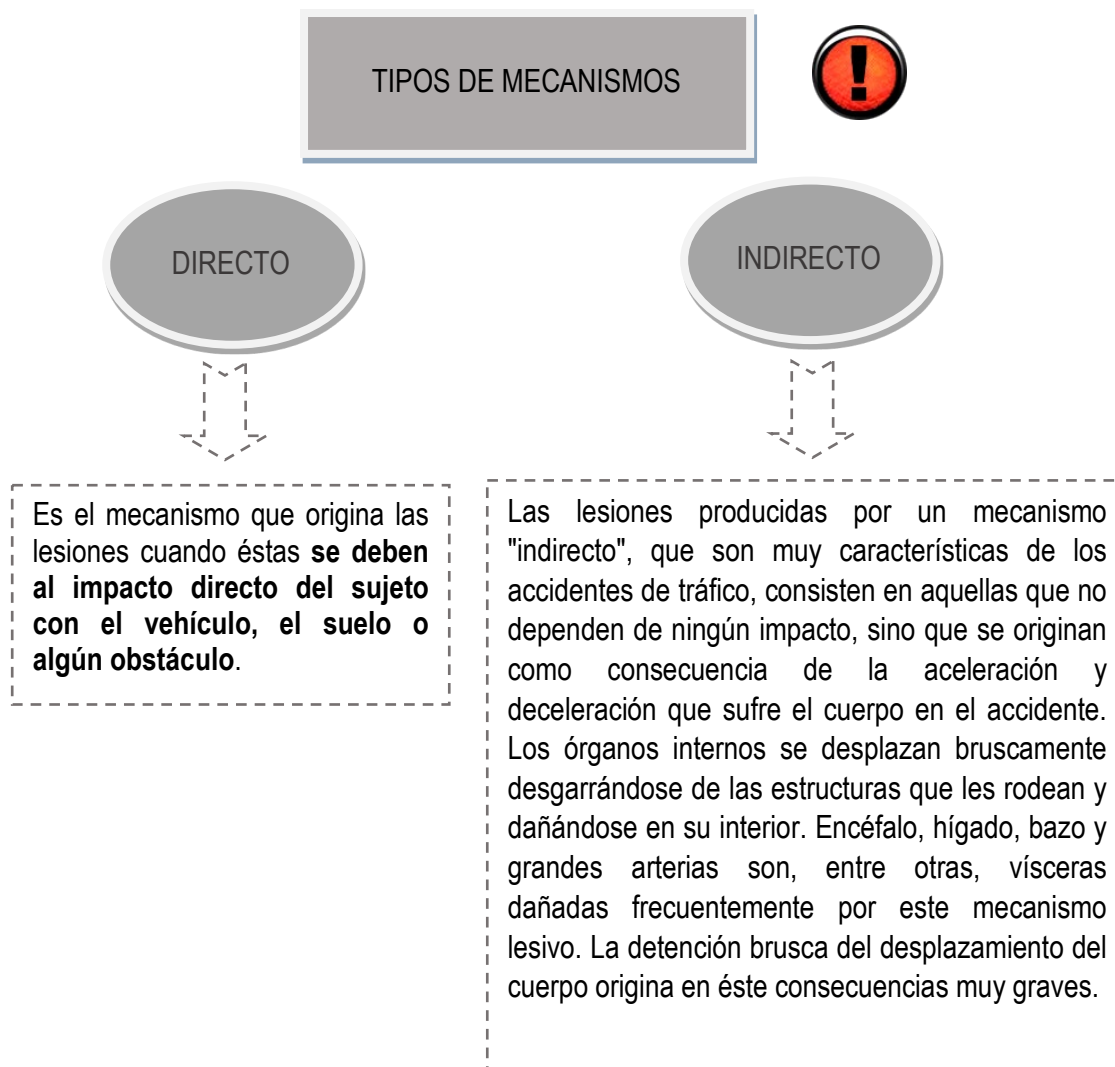 TIPOS DE MECANISMOS
!
DIRECTO
INDIRECTO
Es el mecanismo que origina las
lesiones cuando éstas se deben
al impacto directo del sujeto
con el vehículo, el suelo o
algún obstáculo.
Las lesiones producidas por un mecanismo
"indirecto", que son muy características de los
accidentes de tráfico, consisten en aquellas que no
dependen de ningún impacto, sino que se originan
como consecuencia de la aceleración y
deceleración que sufre el cuerpo en el accidente.
Los órganos internos se desplazan bruscamente
desgarrándose de las estructuras que les rodean y
dañándose en su interior. Encéfalo, hígado, bazo y
grandes arterias son, entre otras, vísceras
dañadas frecuentemente por este mecanismo
lesivo. La detención brusca del desplazamiento del
cuerpo origina en éste consecuencias muy graves.